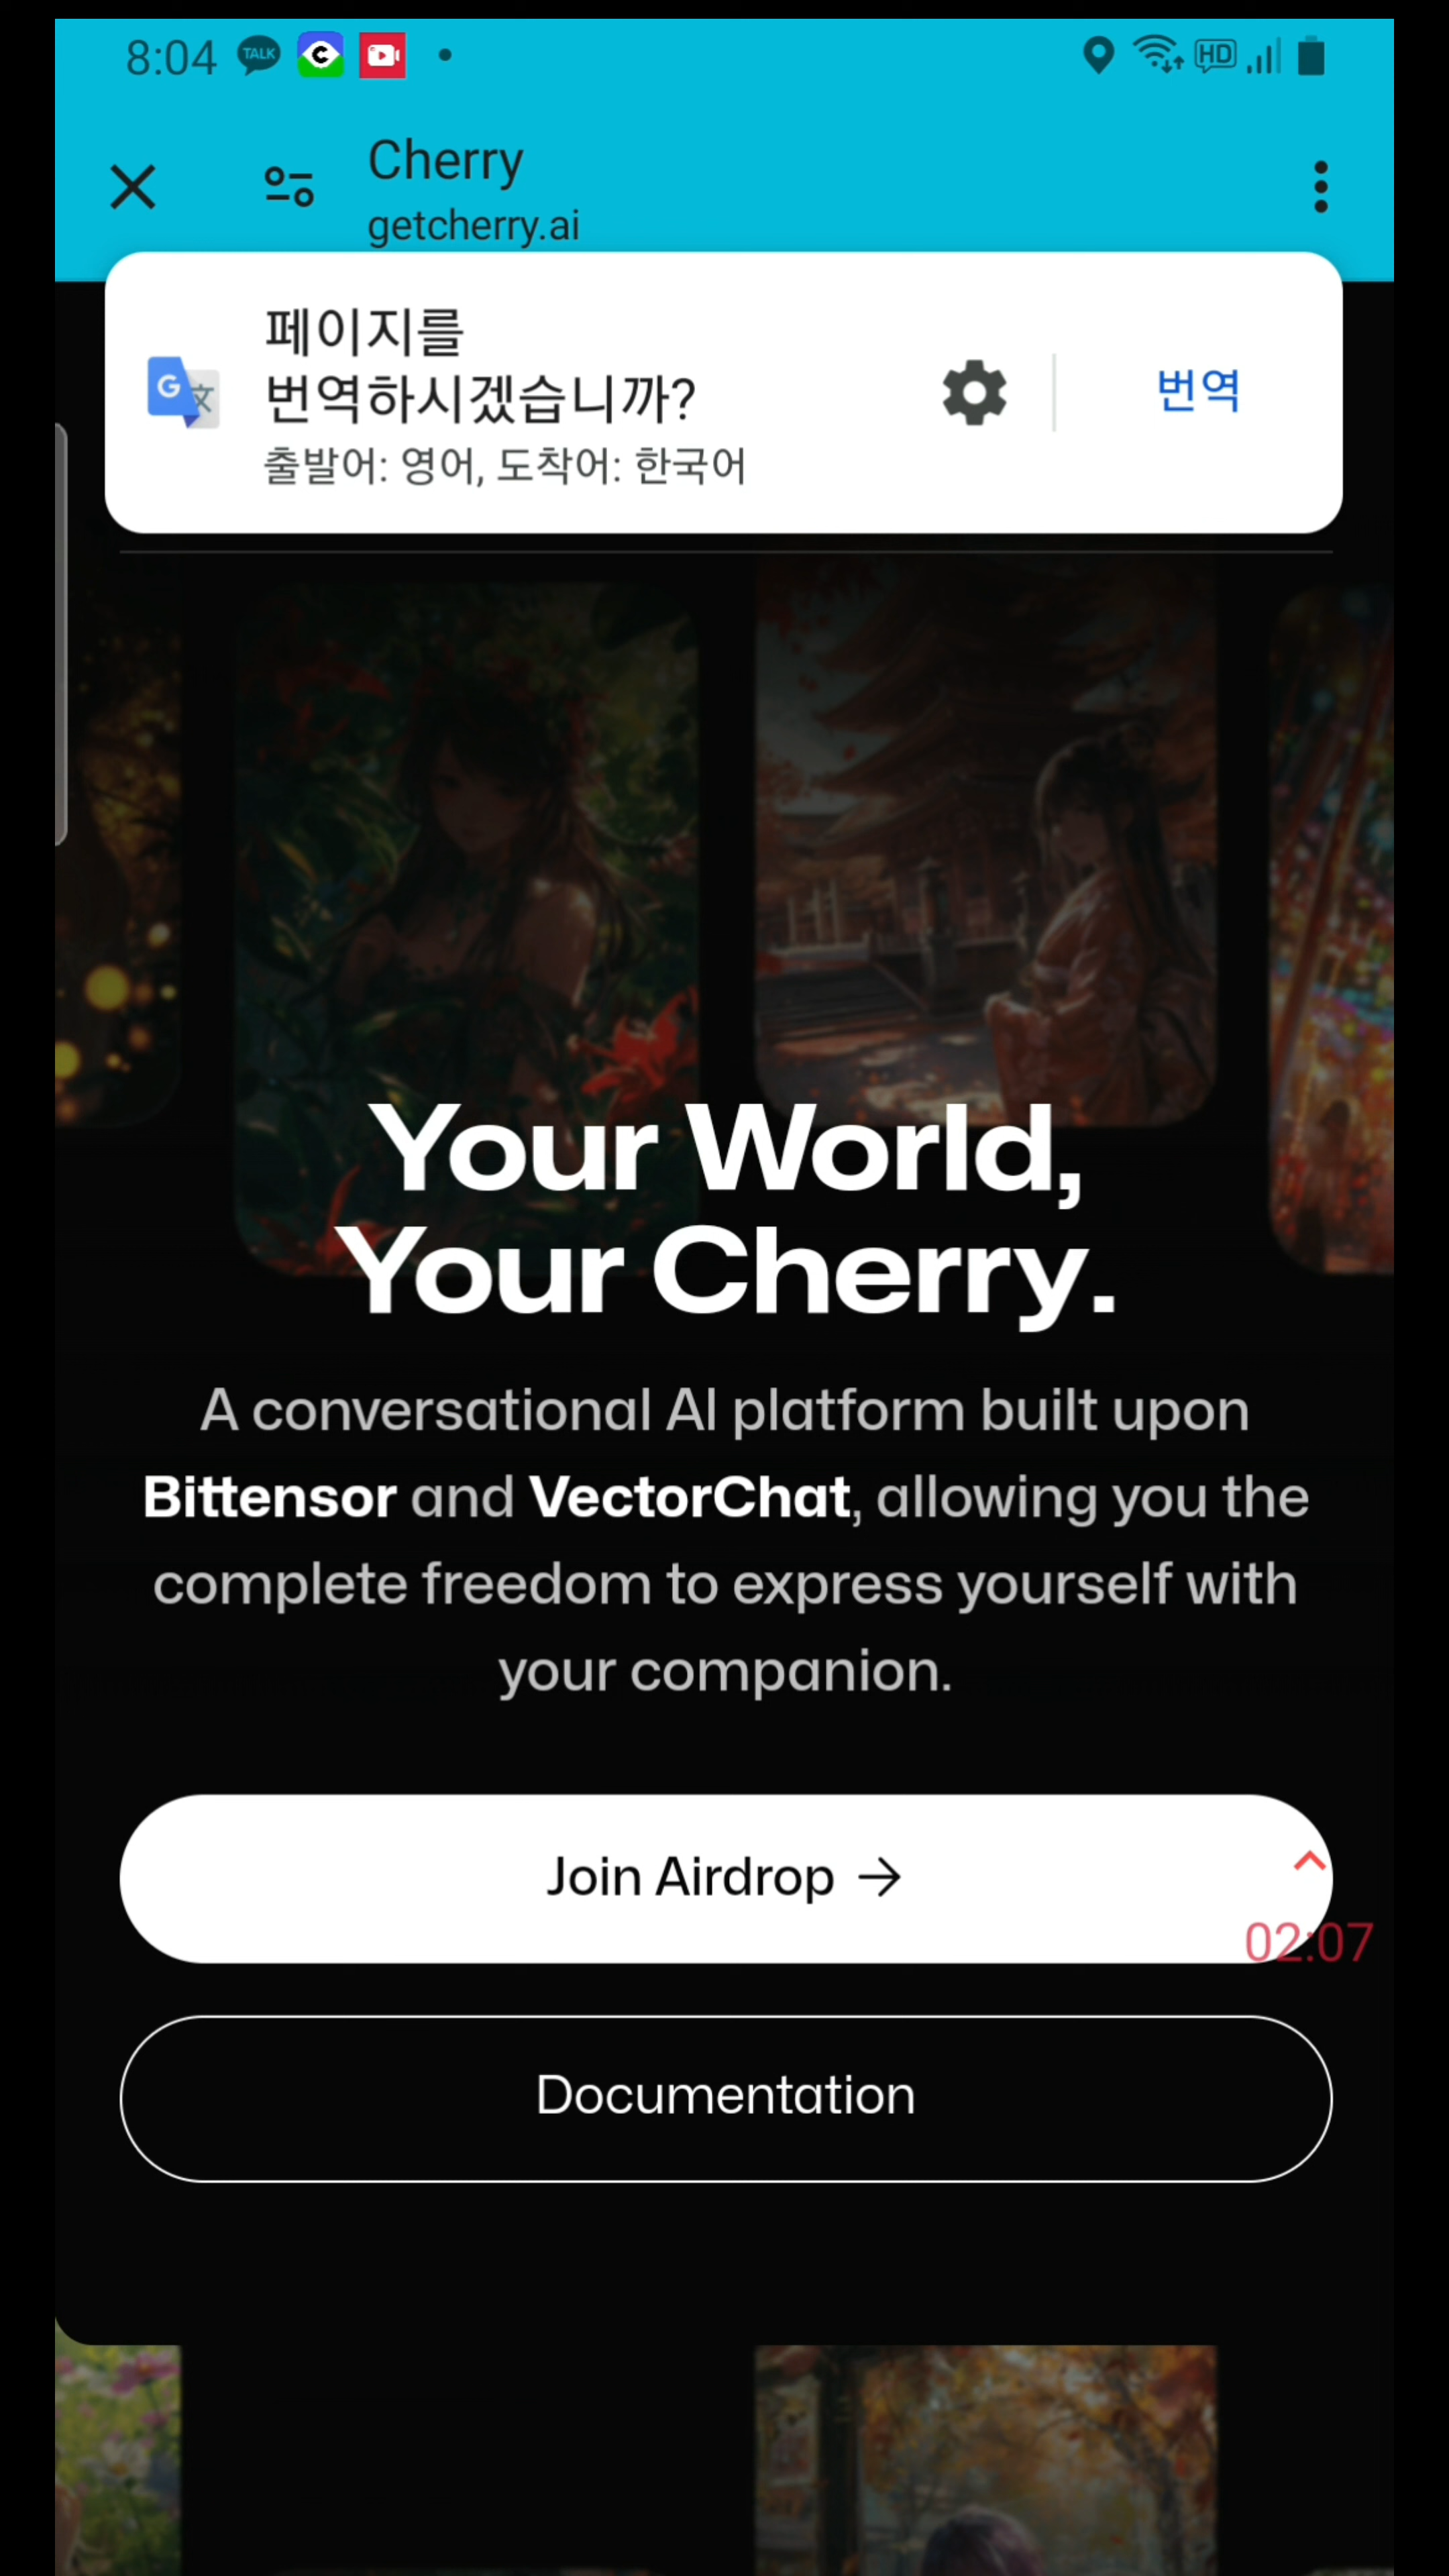 8:04 TALK C HD
Cherry
getcherry.ai
페이지를
번역하시겠습니까?
출발어: 영어, 도착어: 한국어
G 文
번역
Your World,
Your Cherry.
A conversational AI platform built upon
Bittensor and VectorChat, allowing you the
complete freedom to express yourself with
your companion.
Join Airdrop →
02:07
Documentation